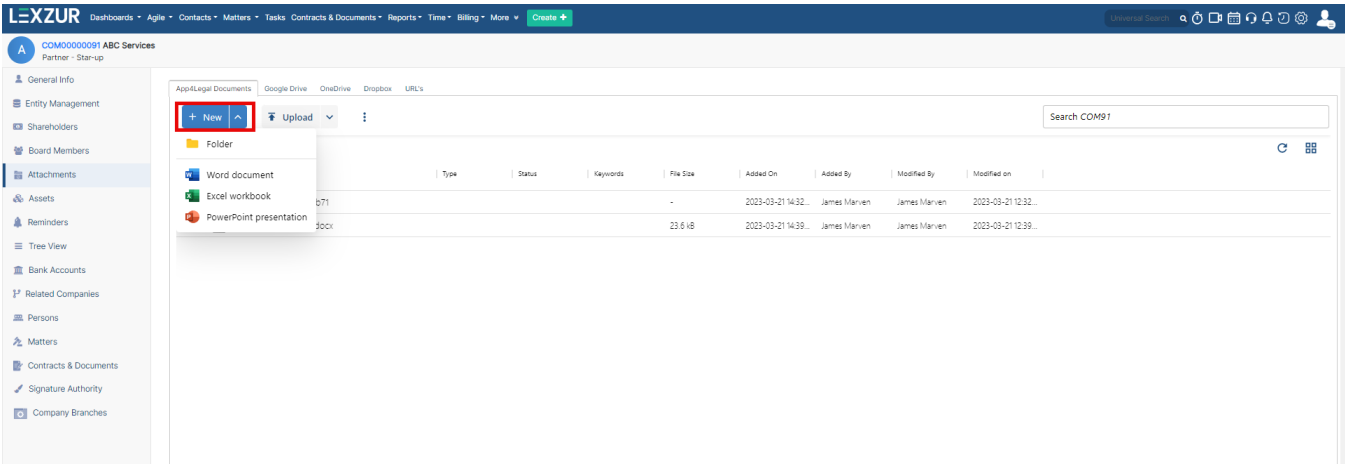 LEXZUR Dashboards Agile Contacts Matters Tasks Contracts & Documents Reports Time Billing More Create + Universal Search
A COM00000091 ABC Services
Partner - Star-up
General Info
Entity Management
Shareholders
Board Members
Attachments
Assets
Reminders
Tree View
Bank Accounts
Related Companies
Persons
Matters
Contracts & Documents
Signature Authority
Company Branches
App4Legal Documents Google Drive OneDrive Dropbox URL's
+ New Upload Search COM91
Folder
Word document
Excel workbook
PowerPoint presentation
Type Status Keywords File Size Added On Added By Modified By Modified on
b71 - 2023-03-21 14:32... James Marven James Marven 2023-03-21 12:32...
docx 23.6 kB 2023-03-21 14:39... James Marven James Marven 2023-03-21 12:39...